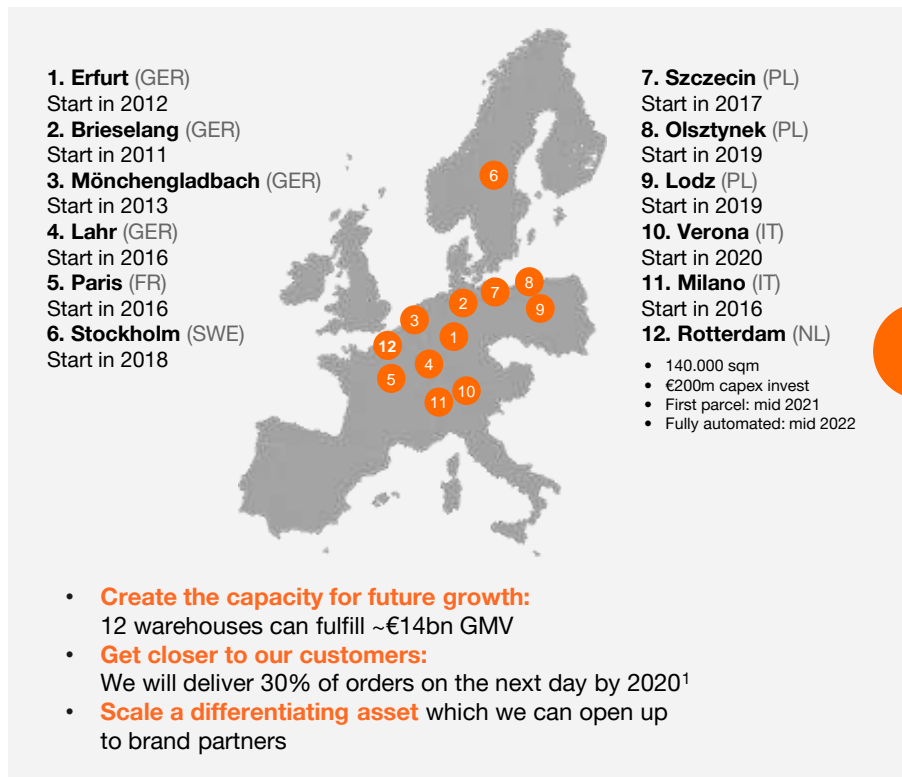 1. Erfurt (GER)
Start in 2012
2. Brieselang (GER)
Start in 2011
3. Mönchengladbach (GER)
Start in 2013
4. Lahr (GER)
Start in 2016
5. Paris (FR)
Start in 2016
6. Stockholm (SWE)
Start in 2018
6
8
7
2
9
3
1
12
4
5
10
11
7. Szczecin (PL)
Start in 2017
8. Olsztynek (PL)
Start in 2019
9. Lodz (PL)
Start in 2019
10. Verona (IT)
Start in 2020
11. Milano (IT)
Start in 2016
12. Rotterdam (NL)
• 140.000 sqm
• €200m capex invest
• First parcel: mid 2021
• Fully automated: mid 2022
• Create the capacity for future growth:
12 warehouses can fulfill ~€14bn GMV
• Get closer to our customers:
We will deliver 30% of orders on the next day by 2020¹
• Scale a differentiating asset which we can open up
to brand partners